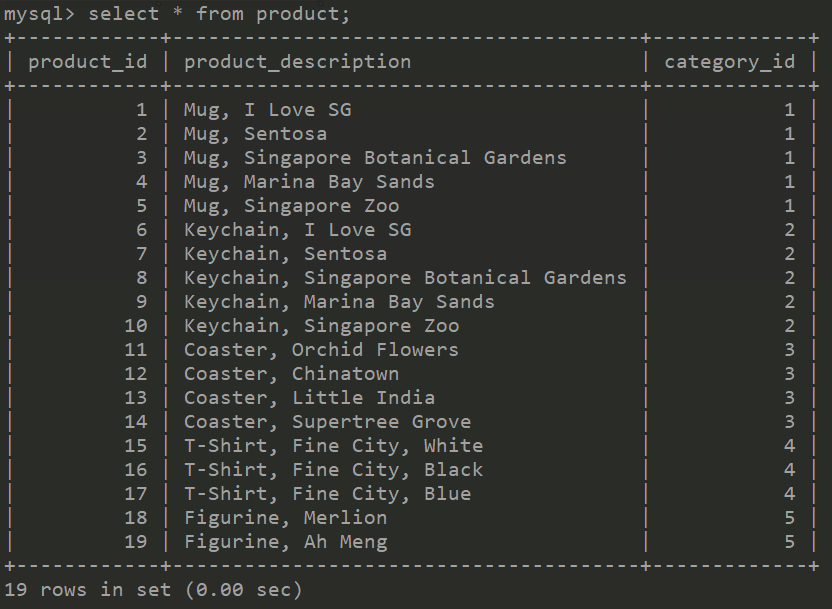 mysql> select * from product;
+------------+---------------------------------------+-------------+
| product_id | product_description                   | category_id |
+------------+---------------------------------------+-------------+
|          1 | Mug, I Love SG                        |           1 |
|          2 | Mug, Sentosa                          |           1 |
|          3 | Mug, Singapore Botanical Gardens      |           1 |
|          4 | Mug, Marina Bay Sands                 |           1 |
|          5 | Mug, Singapore Zoo                    |           1 |
|          6 | Keychain, I Love SG                   |           2 |
|          7 | Keychain, Sentosa                     |           2 |
|          8 | Keychain, Singapore Botanical Gardens |           2 |
|          9 | Keychain, Marina Bay Sands            |           2 |
|         10 | Keychain, Singapore Zoo               |           2 |
|         11 | Coaster, Orchid Flowers               |           3 |
|         12 | Coaster, Chinatown                    |           3 |
|         13 | Coaster, Little India                 |           3 |
|         14 | Coaster, Supertree Grove              |           3 |
|         15 | T-Shirt, Fine City, White             |           4 |
|         16 | T-Shirt, Fine City, Black             |           4 |
|         17 | T-Shirt, Fine City, Blue              |           4 |
|         18 | Figurine, Merlion                     |           5 |
|         19 | Figurine, Ah Meng                     |           5 |
+------------+---------------------------------------+-------------+
19 rows in set (0.00 sec)